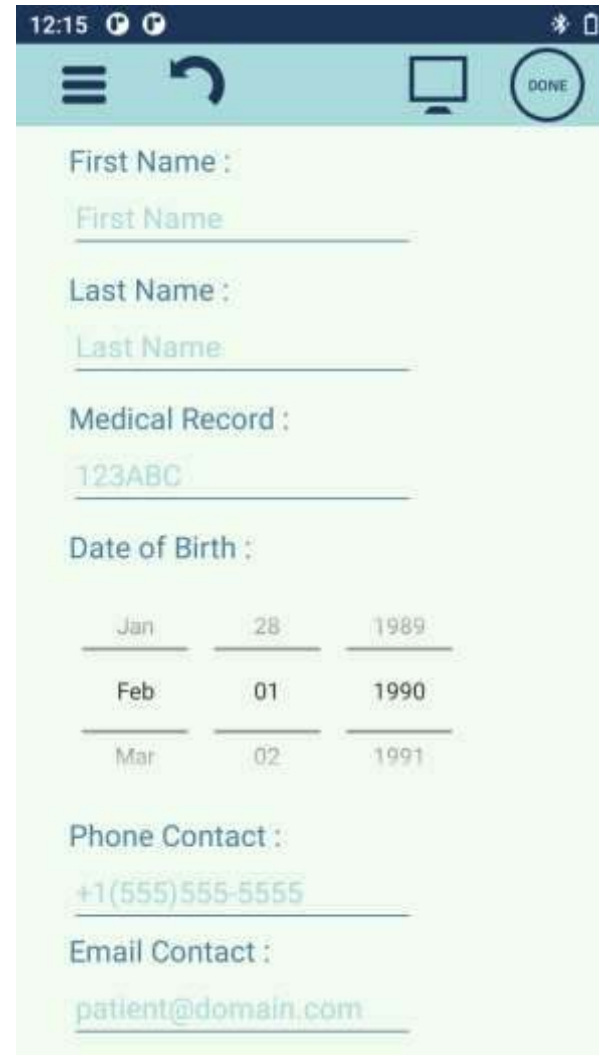 12:15
DONE
First Name :
First Name
Last Name :
Last Name
Medical Record :
123ABC
Date of Birth :
Jan 28 1989
Feb 01 1990
Mar 02 1991
Phone Contact :
+1(555)555-5555
Email Contact :
patient@domain.com